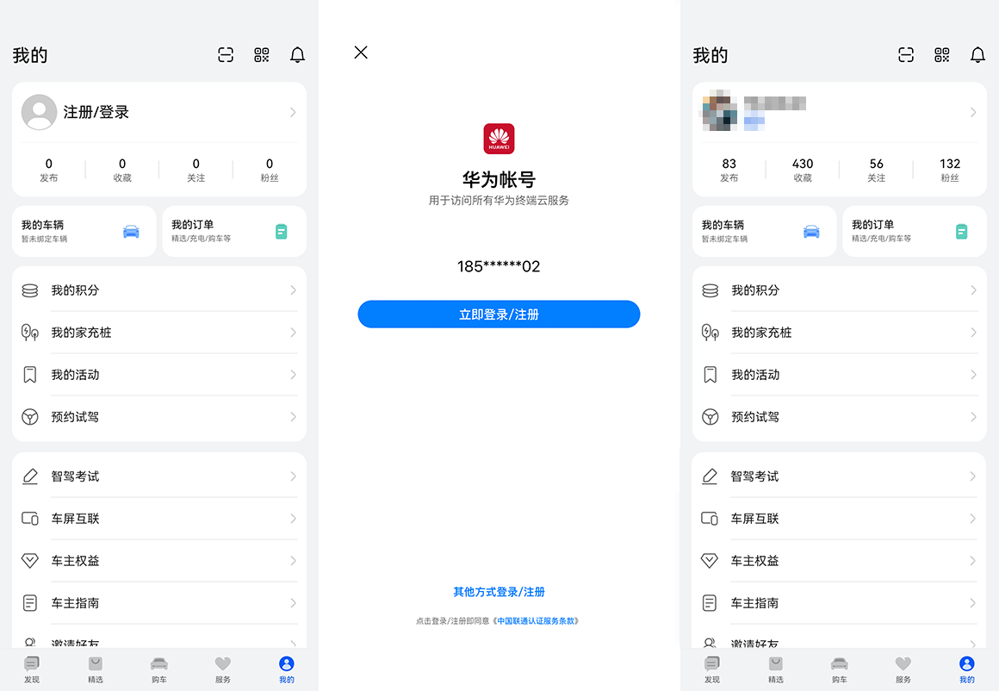 我的
注册/登录
0 0 0 0
发布 收藏 关注 粉丝
我的车辆
暂未绑定车辆
我的订单
精选/充电/购车等
我的积分
我的家充桩
我的活动
预约试驾
智驾考试
车屏互联
车主权益
车主指南
邀请好友
发现 精选 购车 服务 我的
HUAWEI
华为帐号
用于访问所有华为终端云服务
185******02
立即登录/注册
其他方式登录/注册
点击登录/注册即同意《中国联通认证服务条款》
我的
83 430 56 132
发布 收藏 关注 粉丝
我的车辆
暂未绑定车辆
我的订单
精选/充电/购车等
我的积分
我的家充桩
我的活动
预约试驾
智驾考试
车屏互联
车主权益
车主指南
邀请好友
发现 精选 购车 服务 我的